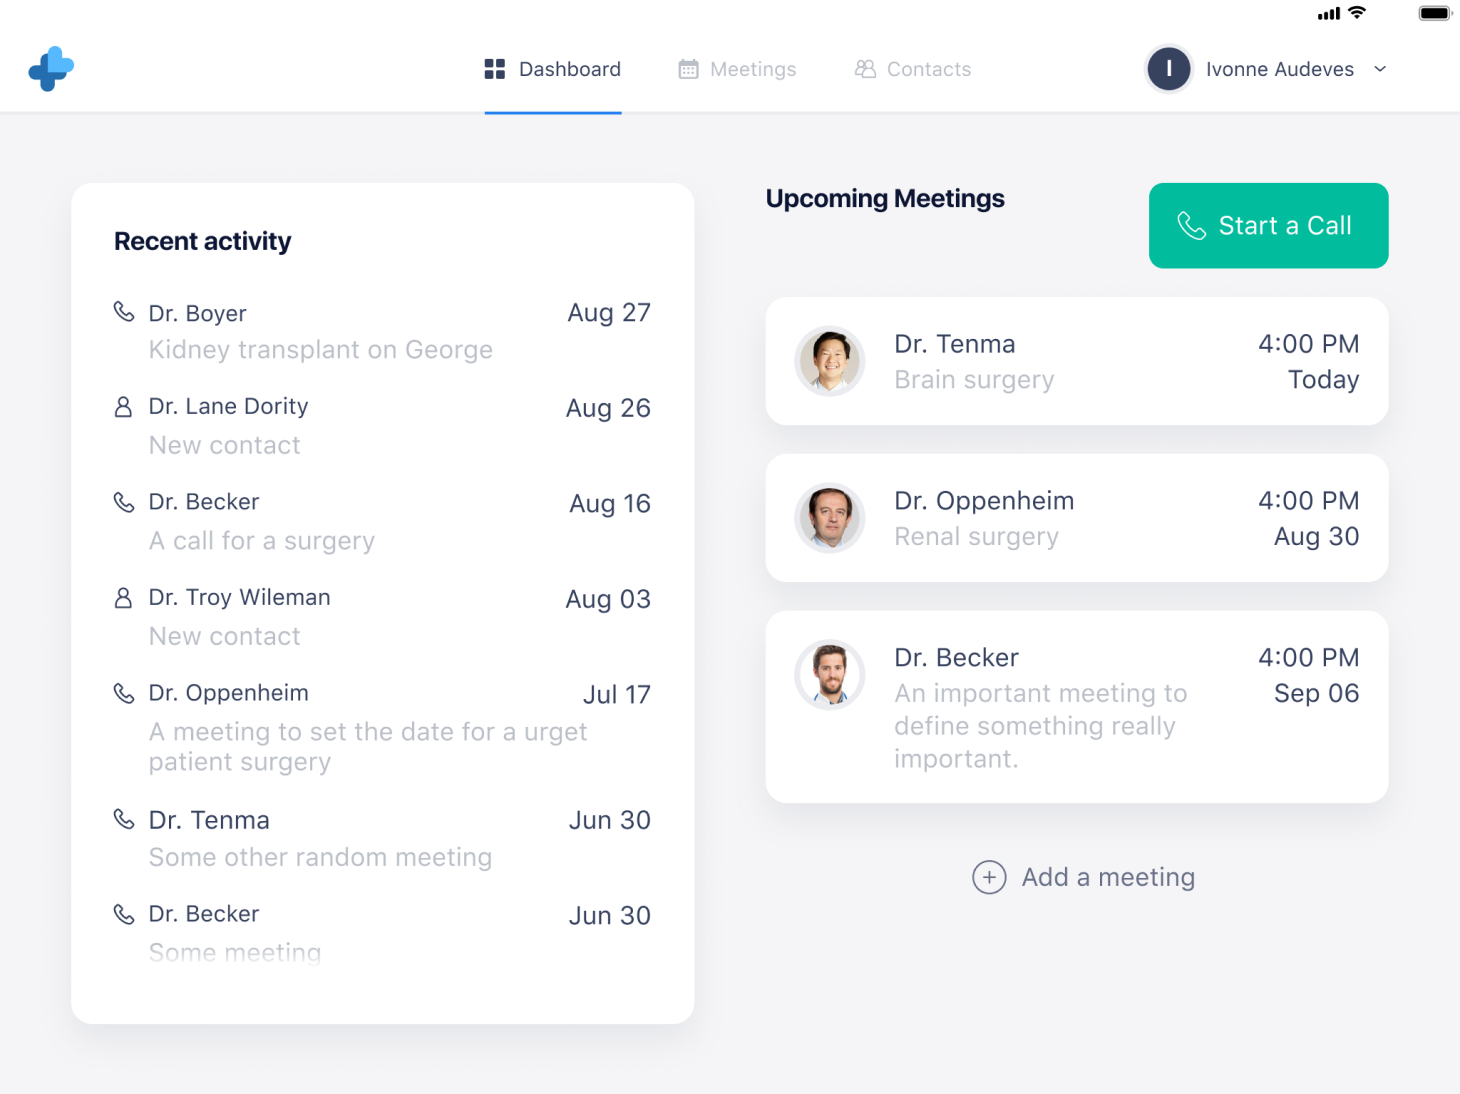 Dashboard
Meetings
Contacts
I
Ivonne Audeves
Recent activity
Dr. Boyer
Aug 27
Kidney transplant on George
Dr. Lane Dority
Aug 26
New contact
Dr. Becker
Aug 16
A call for a surgery
Dr. Troy Wileman
Aug 03
New contact
Dr. Oppenheim
Jul 17
A meeting to set the date for a urget
patient surgery
Dr. Tenma
Jun 30
Some other random meeting
Dr. Becker
Jun 30
Some meeting
Upcoming Meetings
Start a Call
Dr. Tenma
4:00 PM
Brain surgery
Today
Dr. Oppenheim
4:00 PM
Renal surgery
Aug 30
Dr. Becker
4:00 PM
An important meeting to
Sep 06
define something really
important.
Add a meeting